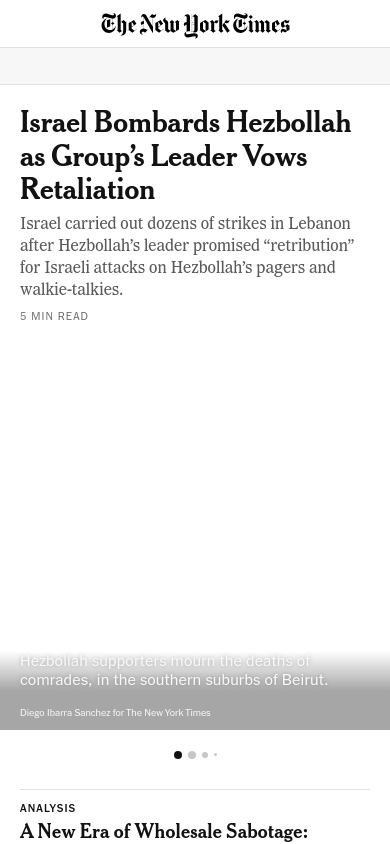 The New York Times
Israel Bombards Hezbollah
as Group’s Leader Vows
Retaliation
Israel carried out dozens of strikes in Lebanon
after Hezbollah’s leader promised “retribution”
for Israeli attacks on Hezbollah’s pagers and
walkie-talkies.
5 MIN READ
Hezbollah supporters mourn the deaths of
comrades, in the southern suburbs of Beirut.
Diego Ibarra Sanchez for The New York Times
ANALYSIS
A New Era of Wholesale Sabotage: